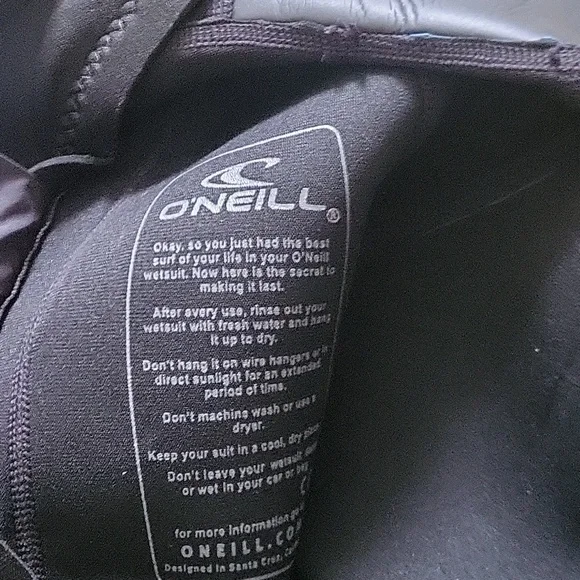 O'NEILL®
Okay, so you just had the best
surf of your life in your O'Neill
wetsuit. Now here is the secret to
making it last.
After every use, rinse out your
wetsuit with fresh water and hang
it up to dry.
Don't hang it on wire hangers or in
direct sunlight for an extended
period of time.
Don't machine wash or use a
dryer.
Keep your suit in a cool, dry
Don't leave your wetsuit
or wet in your car or
for more information
ONEILL.CO
Designed in Santa Cruz,